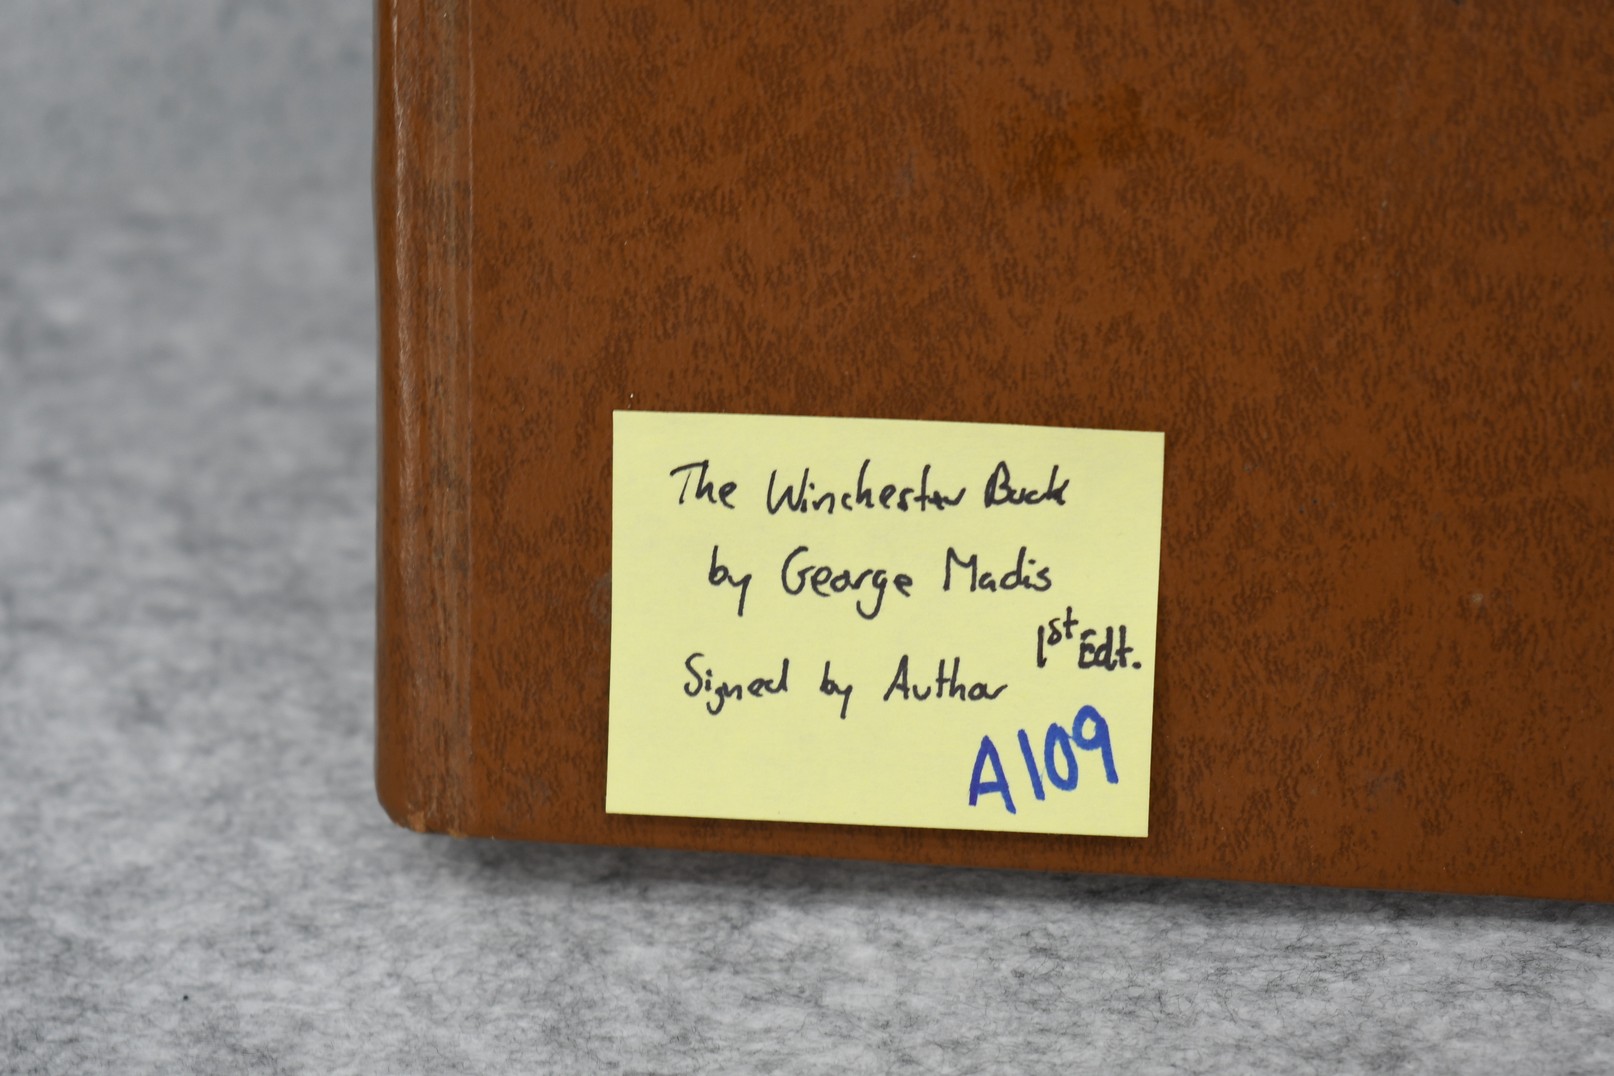 The Winchester Book
by George Madis
1st Edt.
Signed by Author
A109